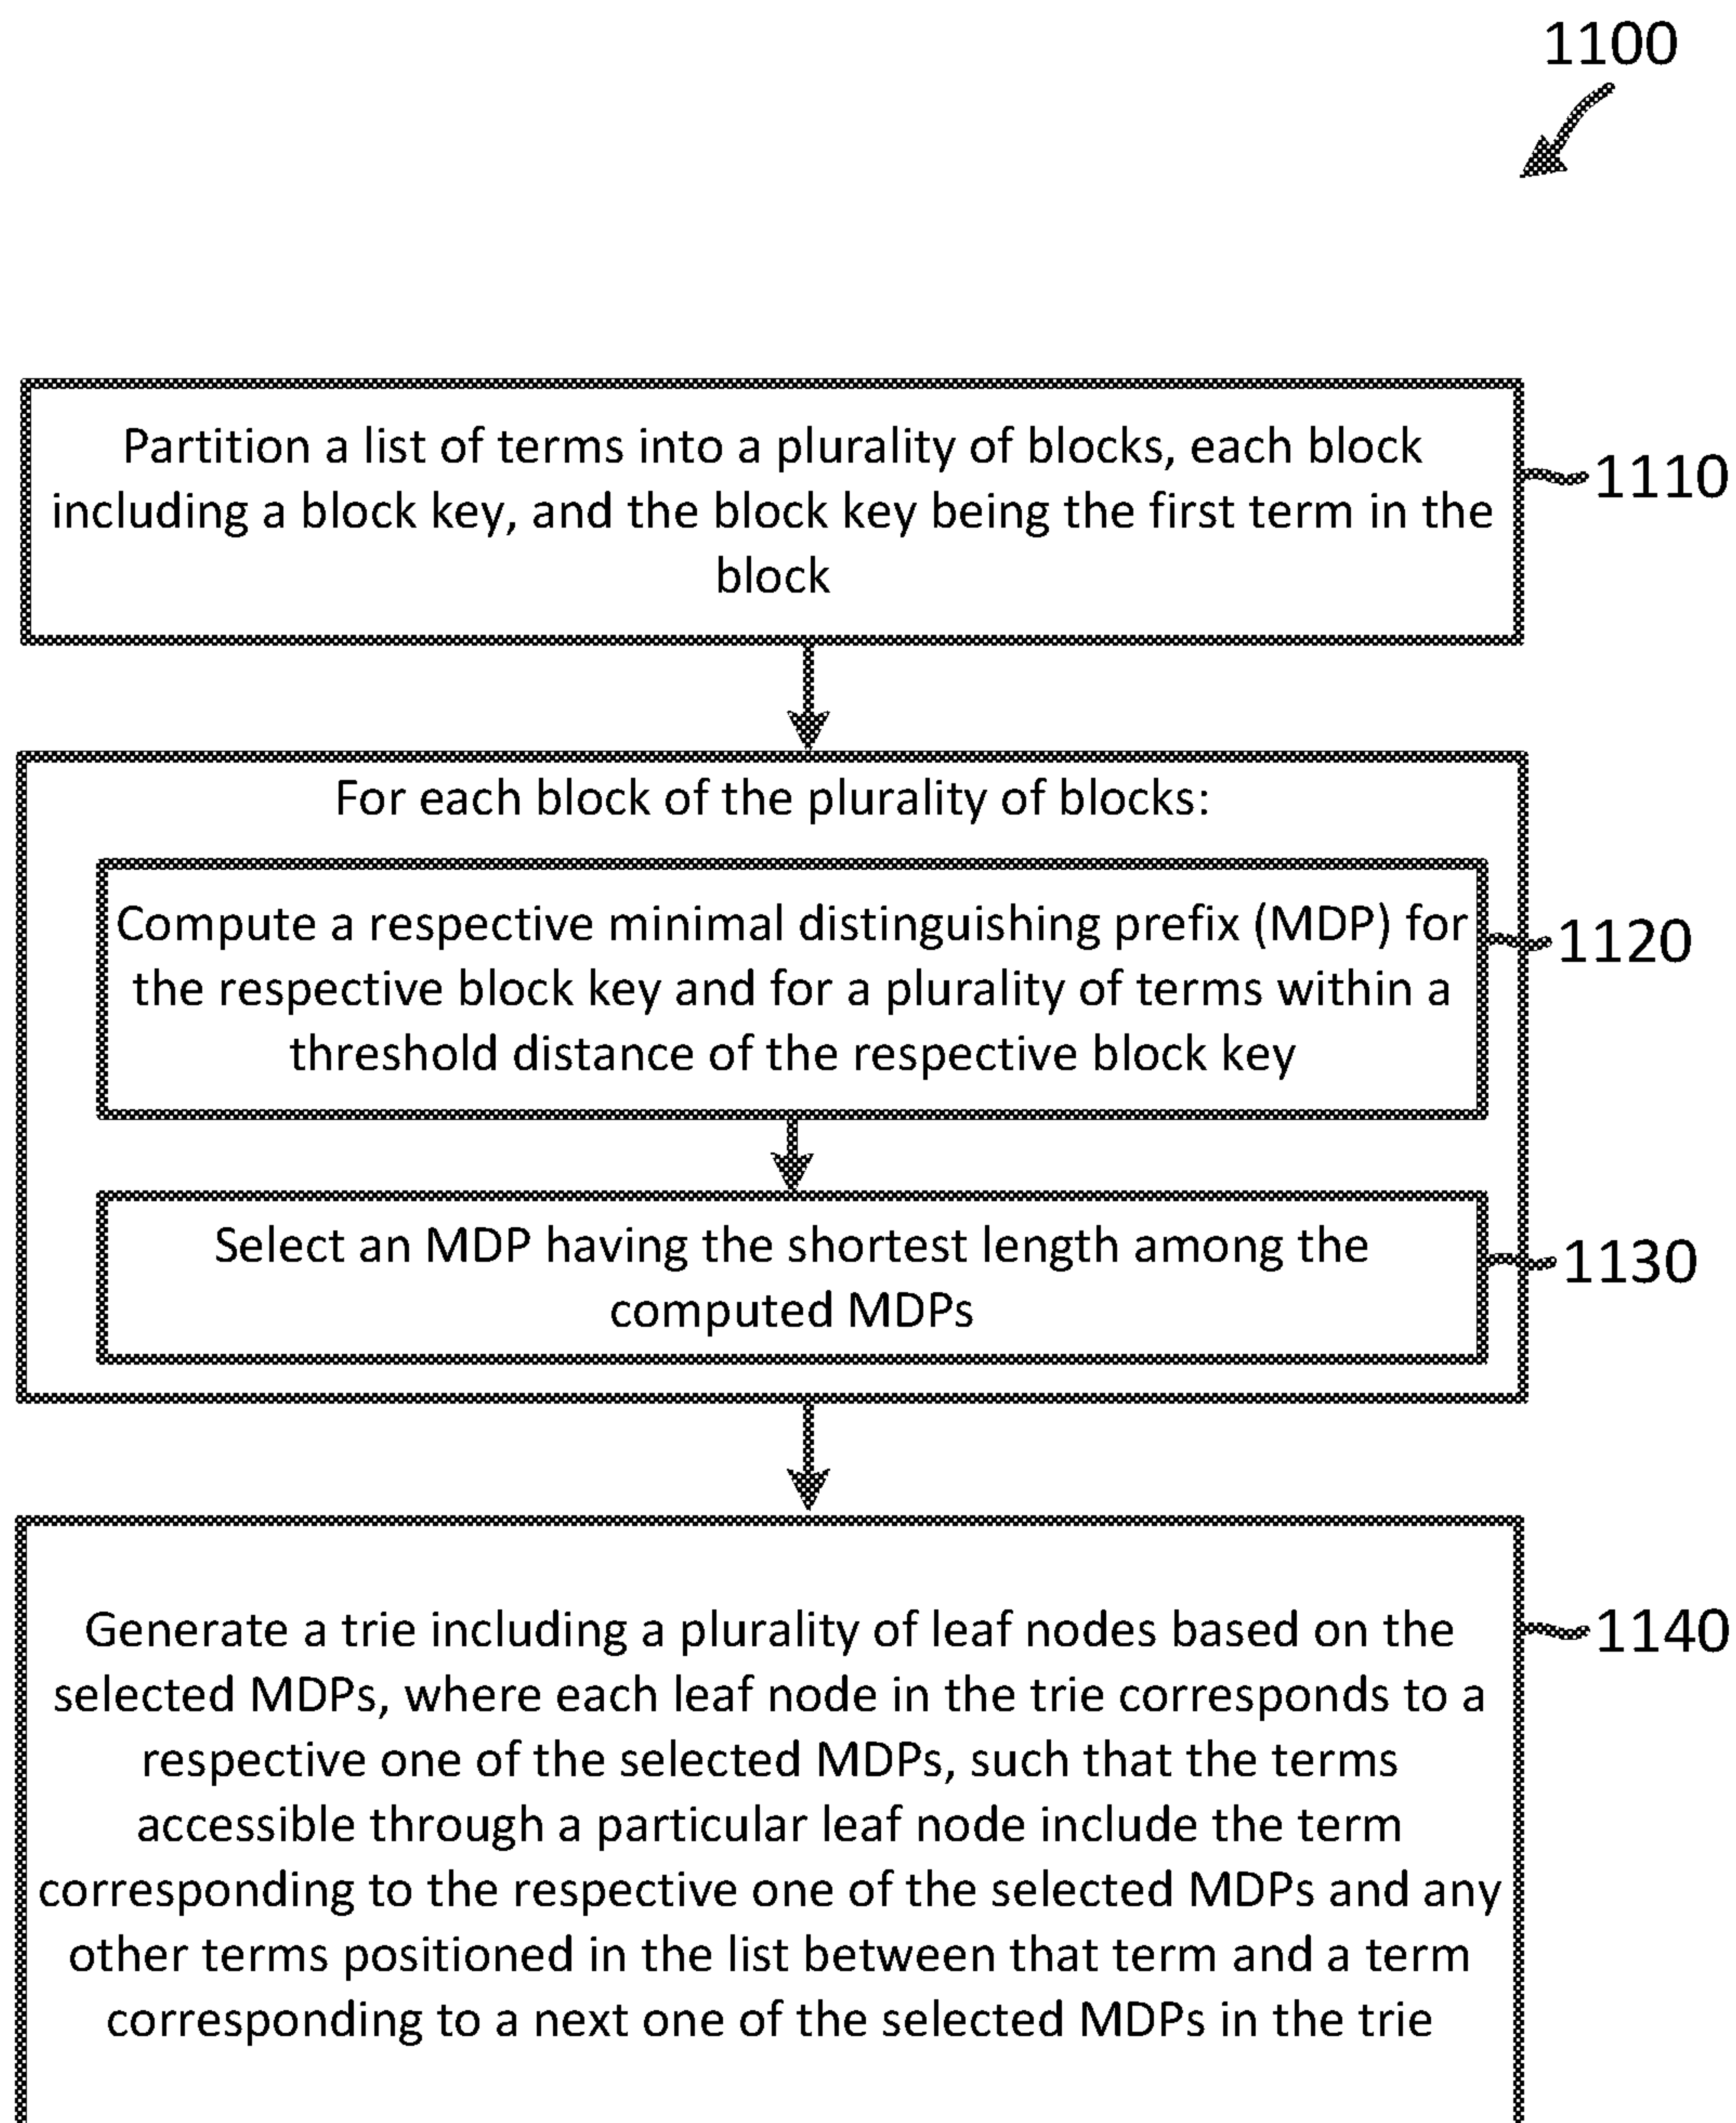 1100
Partition a list of terms into a plurality of blocks, each block
including a block key, and the block key being the first term in the
block
1110
For each block of the plurality of blocks:
Compute a respective minimal distinguishing prefix (MDP) for
the respective block key and for a plurality of terms within a
threshold distance of the respective block key
1120
Select an MDP having the shortest length among the
computed MDPs
1130
Generate a trie including a plurality of leaf nodes based on the
selected MDPs, where each leaf node in the trie corresponds to a
respective one of the selected MDPs, such that the terms
accessible through a particular leaf node include the term
corresponding to the respective one of the selected MDPs and any
other terms positioned in the list between that term and a term
corresponding to a next one of the selected MDPs in the trie
1140